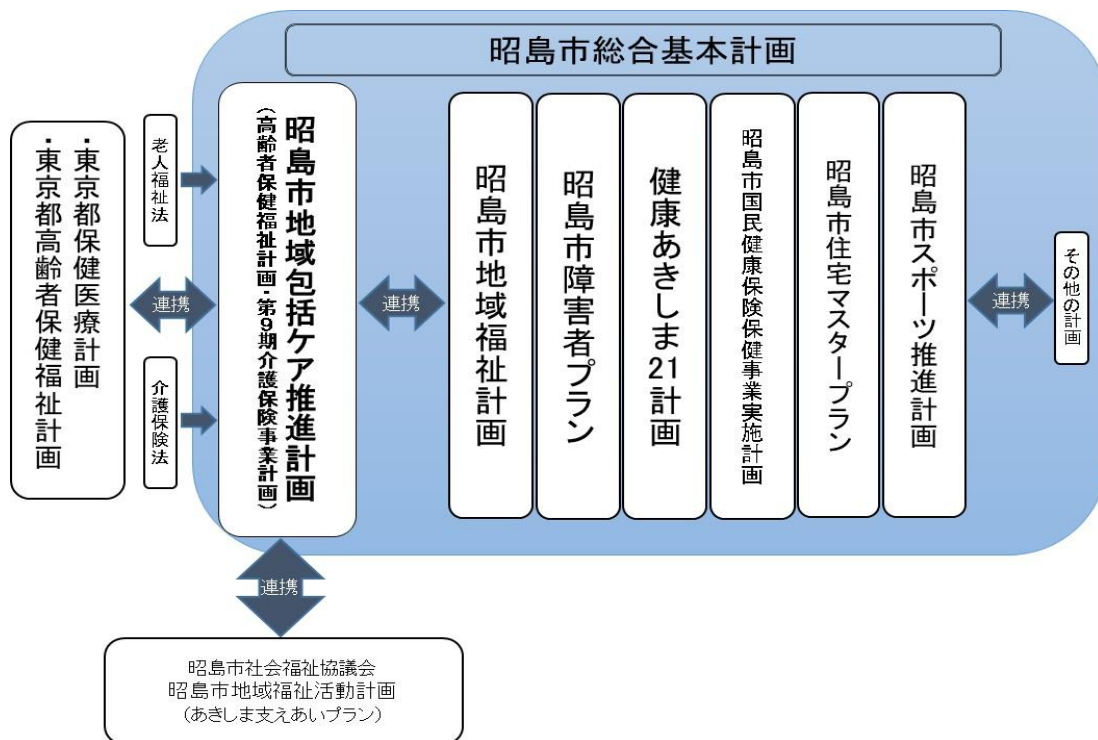 昭島市総合基本計画
・東京都保健医療計画
・東京都高齢者保健福祉計画
老人福祉法
連携
介護保険法
昭島市地域包括ケア推進計画
(高齢者保健福祉計画・第9期介護保険事業計画)
連携
昭島市地域福祉計画
昭島市障害者プラン
健康あきしま21計画
昭島市国民健康保険保健事業実施計画
昭島市住宅マスタープラン
昭島市スポーツ推進計画
連携
その他の計画
連携
昭島市社会福祉協議会
昭島市地域福祉活動計画
(あきしま支えあいプラン)